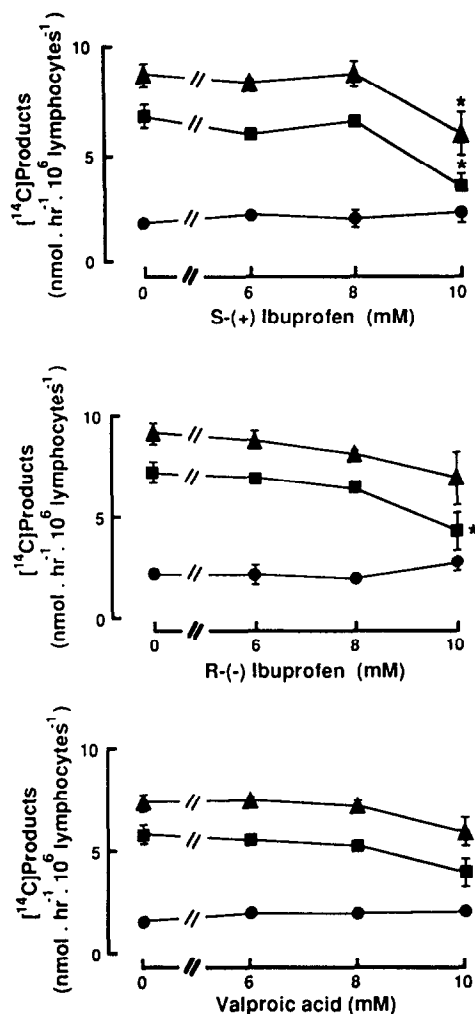 [¹⁴C]Products
(nmol . hr⁻¹ . 10⁶ lymphocytes⁻¹)
10
5
0
*
*
0 // 6 8 10
S-(+) Ibuprofen (mM)
[¹⁴C]Products
(nmol . hr⁻¹ . 10⁶ lymphocytes⁻¹)
10
5
0
*
0 // 6 8 10
R-(-) Ibuprofen (mM)
[¹⁴C]Products
(nmol . hr⁻¹ . 10⁶ lymphocytes⁻¹)
10
5
0
0 // 6 8 10
Valproic acid (mM)